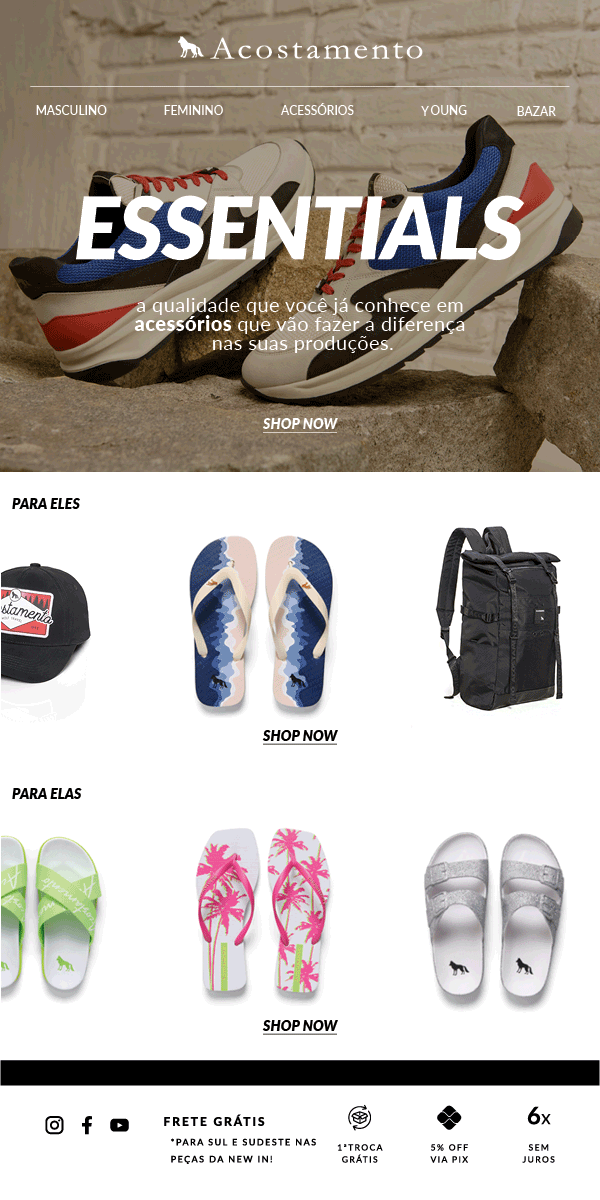 Acostamento
MASCULINO FEMININO ACESSÓRIOS YOUNG BAZAR
ESSENTIALS
a qualidade que você já conhece em
acessórios que vão fazer a diferença
nas suas produções.
SHOP NOW
PARA ELES
SHOP NOW
PARA ELAS
SHOP NOW
FRETE GRÁTIS
*PARA SUL E SUDESTE NAS
PEÇAS DA NEW IN!
1ªTROCA
GRÁTIS
5% OFF
VIA PIX
6x
SEM
JUROS